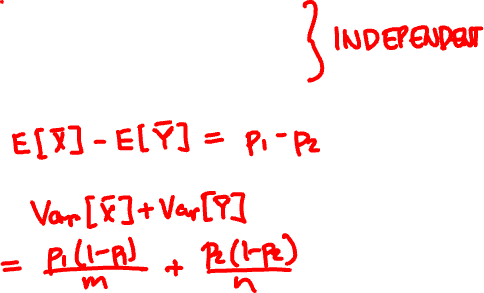 } INDEPENDENT
E[X̄] - E[Ȳ] = p₁ - p₂
Var[X̄] + Var[Ȳ]
= p₁(1-p₁)/m + p₂(1-p₂)/n